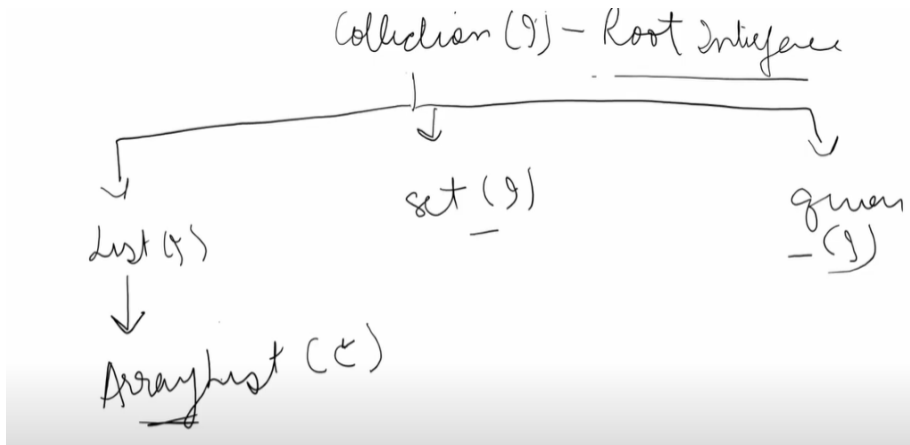 Collection (I) - Root Interface
set (I)
List (I)
queue
- (I)
ArrayList (C)